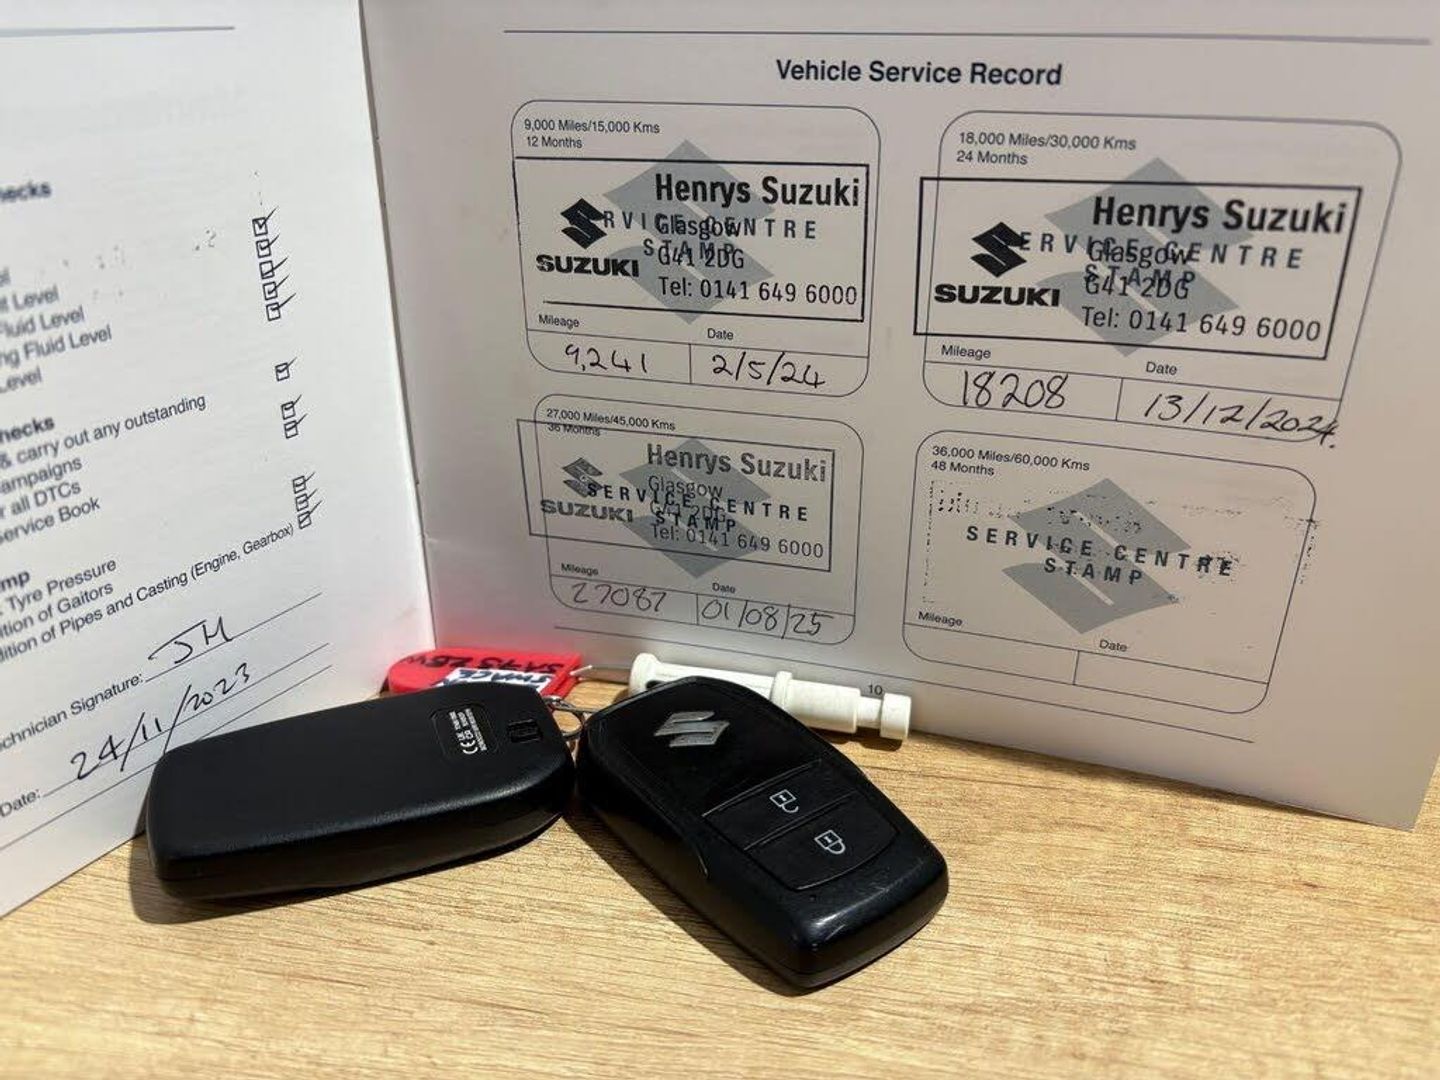 hecks
Level
Fluid Level
ng Fluid Level
Level
hecks
& carry out any outstanding
ampaigns
r all DTCs
ervice Book
mp
Tyre Pressure
ition of Gaitors
dition of Pipes and Casting (Engine, Gearbox)
chnician Signature: JM
Date: 24/11/2023
Vehicle Service Record
9,000 Miles/15,000 Kms
12 Months
Henrys Suzuki
SERVICE CENTRE
Glasgow
STAMP
G41 2DG
SUZUKI
Tel: 0141 649 6000
Mileage
Date
9,241
2/5/24
18,000 Miles/30,000 Kms
24 Months
Henrys Suzuki
SERVICE CENTRE
Glasgow
STAMP
G41 2DG
SUZUKI
Tel: 0141 649 6000
Mileage
Date
18208
13/12/2024.
27,000 Miles/45,000 Kms
36 Months
Henrys Suzuki
Glasgow
SERVICE CENTRE
G41 2DG
SUZUKI
STAMP
Tel: 0141 649 6000
Mileage
Date
27087
01/08/25
36,000 Miles/60,000 Kms
48 Months
SERVICE CENTRE
STAMP
Mileage
Date
10